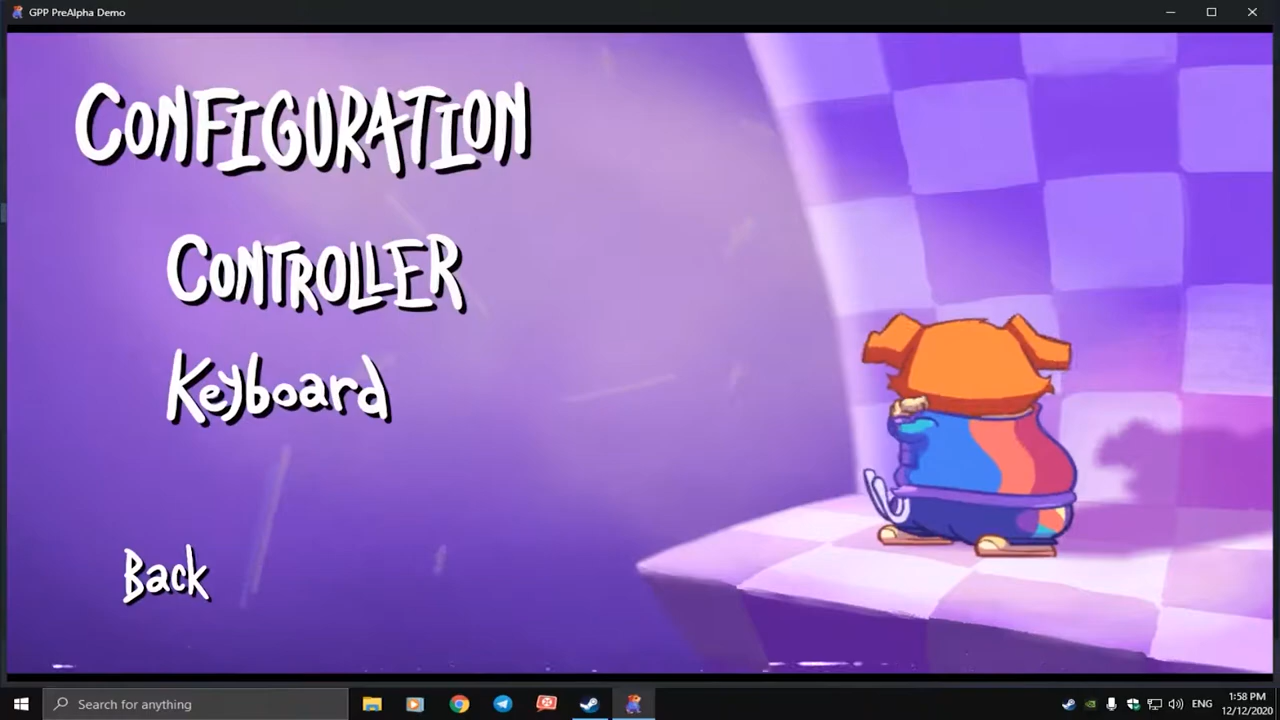 GPP PreAlpha Demo
CONFIGURATION
CONTROLLER
Keyboard
Back
Search for anything
ENG
1:58 PM
12/12/2020